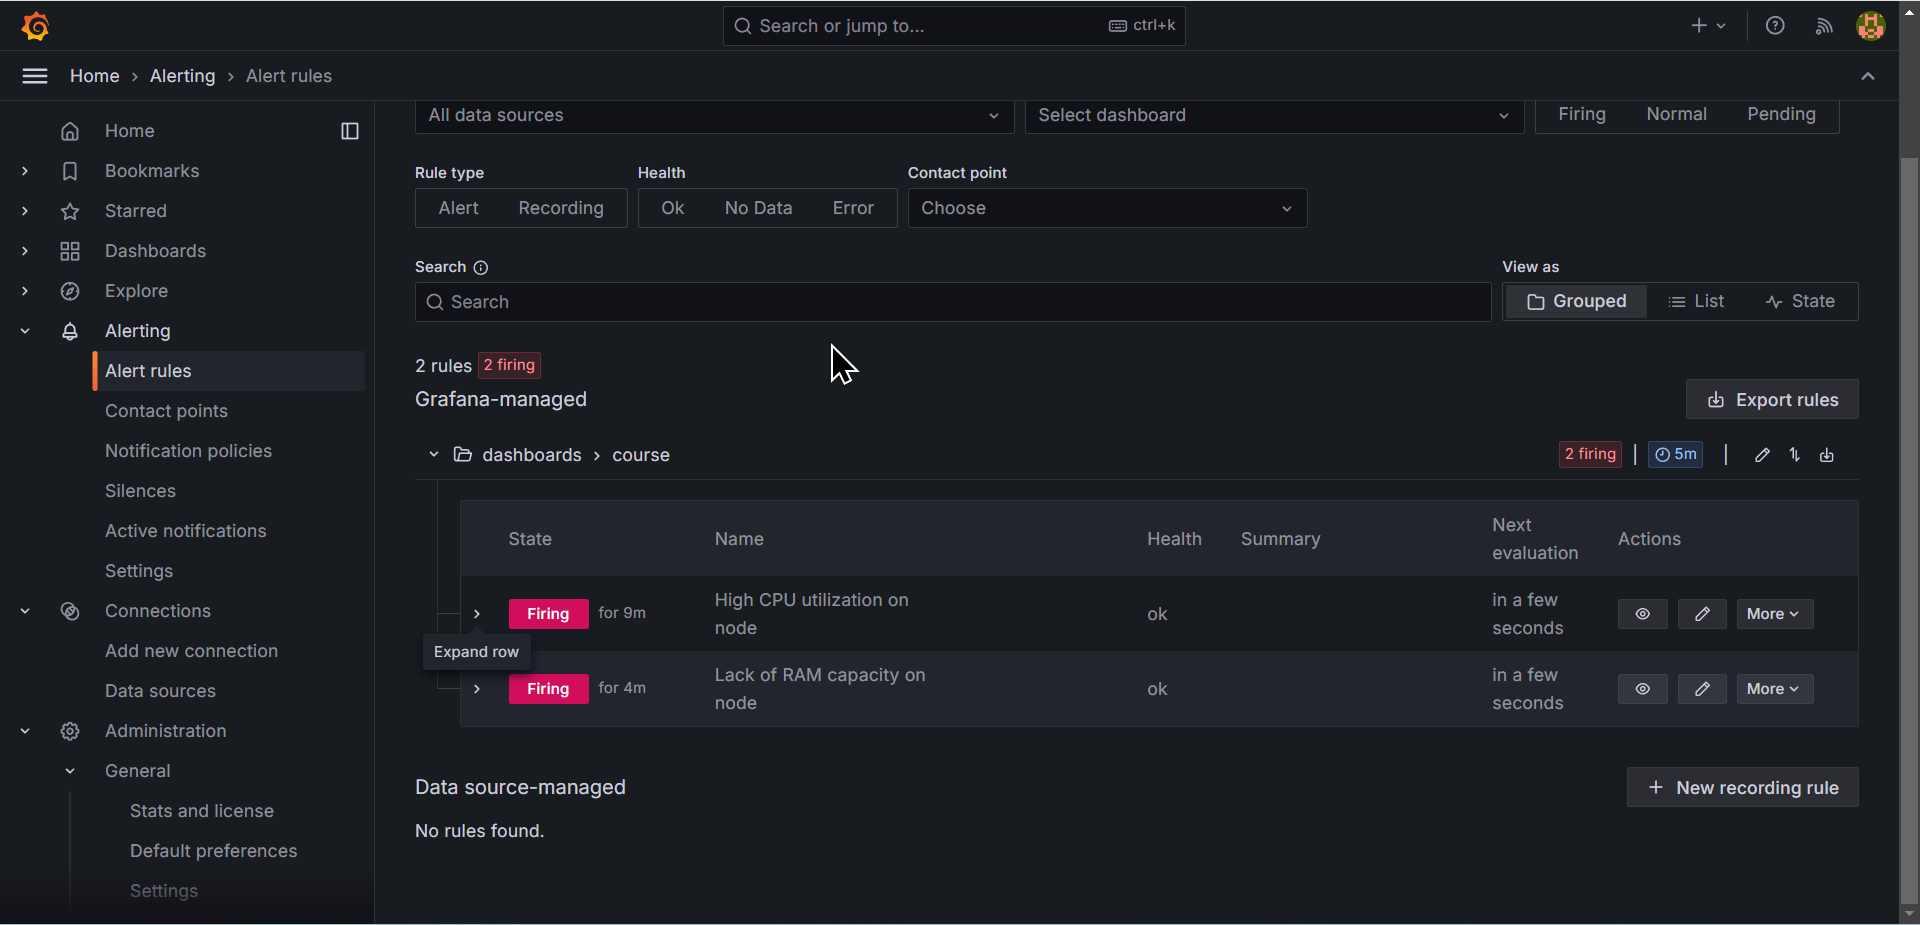 Search or jump to... ctrl+k
Home › Alerting › Alert rules
Home
Bookmarks
Starred
Dashboards
Explore
Alerting
Alert rules
Contact points
Notification policies
Silences
Active notifications
Settings
Connections
Add new connection
Data sources
Administration
General
Stats and license
Default preferences
Settings
All data sources
Select dashboard
Firing Normal Pending
Rule type
Alert Recording
Health
Ok No Data Error
Contact point
Choose
Search
Search
View as
Grouped List State
2 rules 2 firing
Grafana-managed
Export rules
dashboards › course
2 firing | 5m |
State Name Health Summary Next evaluation Actions
Firing for 9m
High CPU utilization on
node
ok
in a few
seconds
More
Expand row
Firing for 4m
Lack of RAM capacity on
node
ok
in a few
seconds
More
Data source-managed
New recording rule
No rules found.